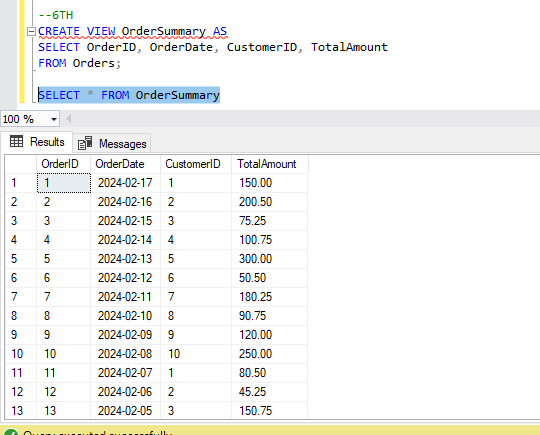 --6TH
CREATE VIEW OrderSummary AS
SELECT OrderID, OrderDate, CustomerID, TotalAmount
FROM Orders;
SELECT * FROM OrderSummary
100 %
Results Messages
OrderID OrderDate CustomerID TotalAmount
1 1 2024-02-17 1 150.00
2 2 2024-02-16 2 200.50
3 3 2024-02-15 3 75.25
4 4 2024-02-14 4 100.75
5 5 2024-02-13 5 300.00
6 6 2024-02-12 6 50.50
7 7 2024-02-11 7 180.25
8 8 2024-02-10 8 90.75
9 9 2024-02-09 9 120.00
10 10 2024-02-08 10 250.00
11 11 2024-02-07 1 80.50
12 12 2024-02-06 2 45.25
13 13 2024-02-05 3 150.75
Query executed successfully.